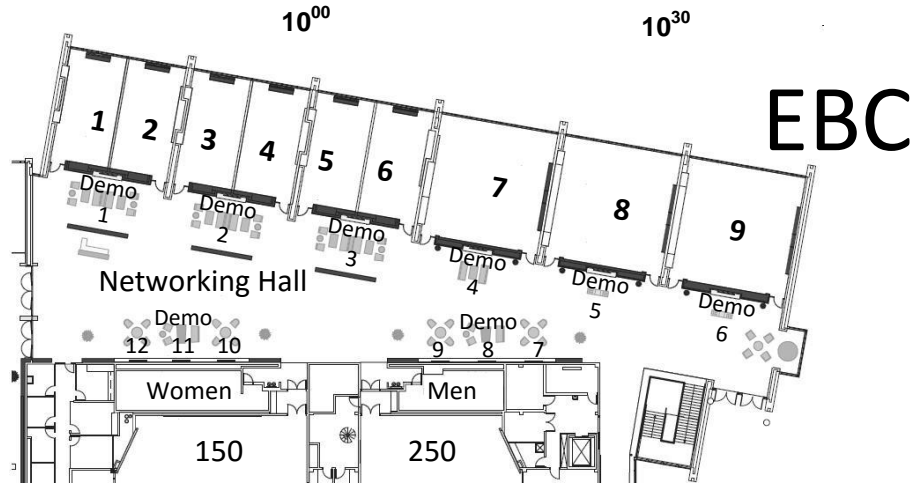 10⁰⁰ 10³⁰
EBC
1 2 3 4 5 6 7 8 9
Demo
1
Demo
2
Demo
3
Demo
4
Demo
5
Demo
6
Networking Hall
Demo
12 11 10
Demo
9 8 7
Women
Men
150
250